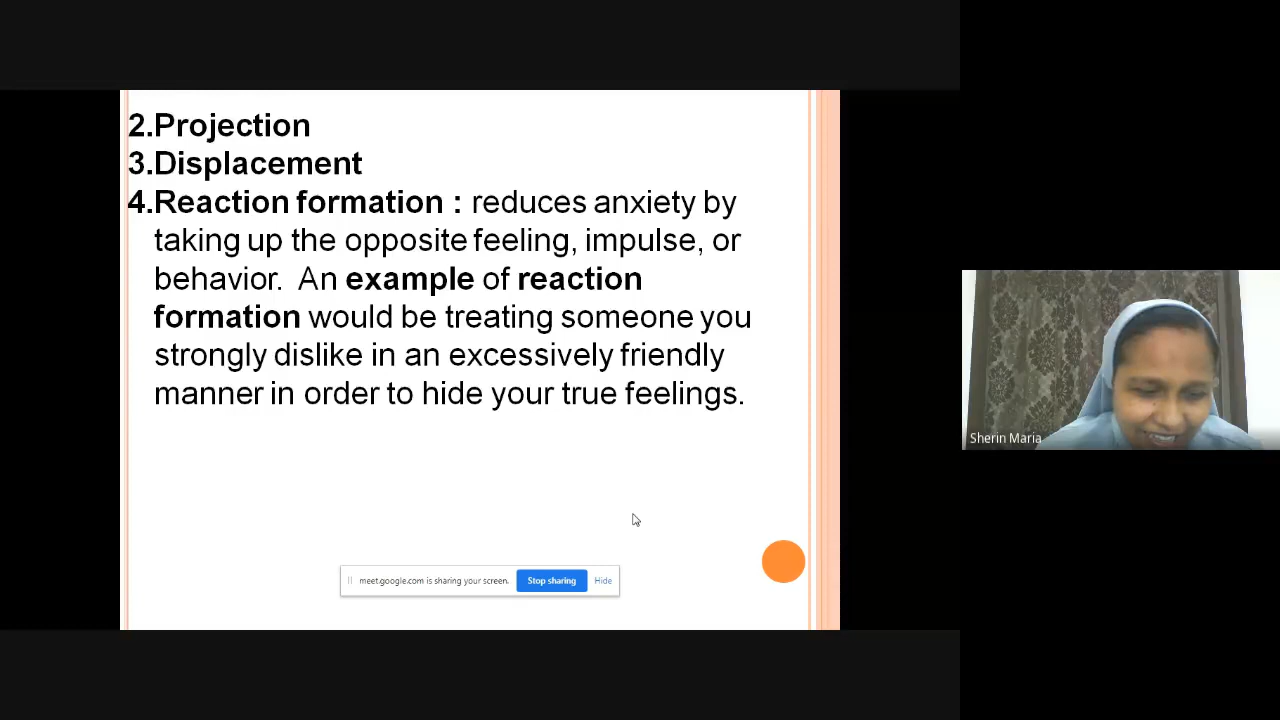 2.Projection
3.Displacement
4.Reaction formation : reduces anxiety by
taking up the opposite feeling, impulse, or
behavior. An example of reaction
formation would be treating someone you
strongly dislike in an excessively friendly
manner in order to hide your true feelings.
Sherin Maria
meet.google.com is sharing your screen. Stop sharing Hide